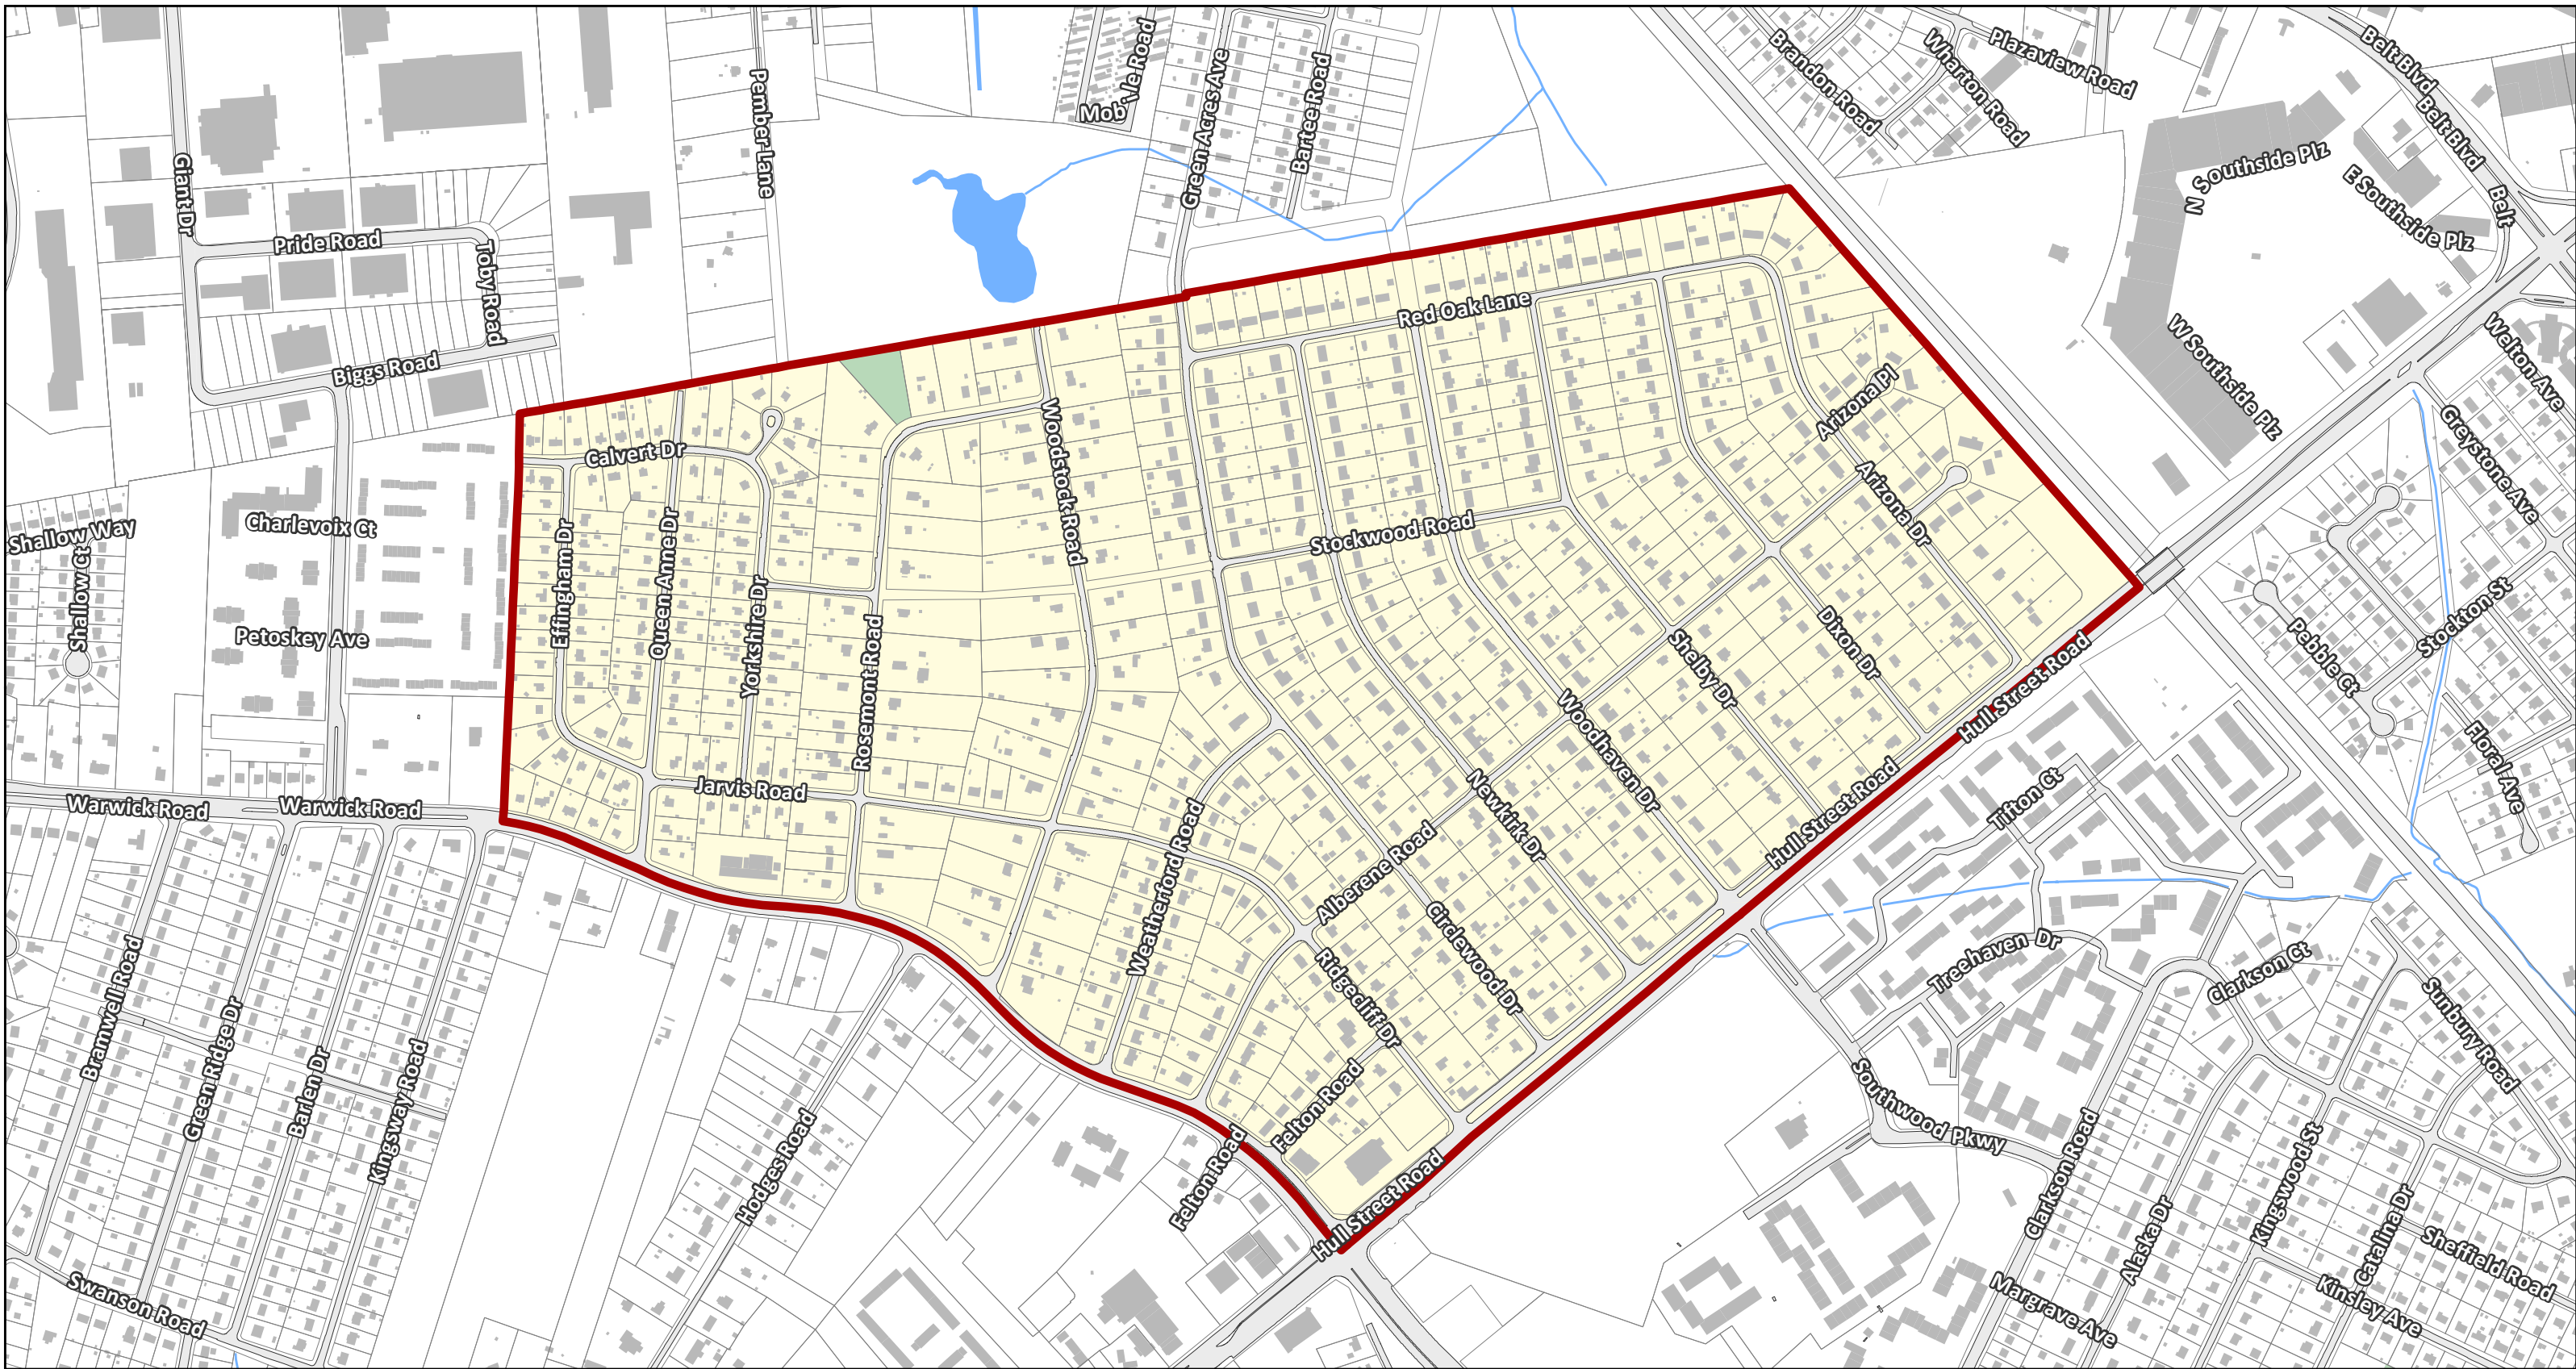 Belt Blvd
Plazaview Road
Wharton Road
Brandon Road
Mob
le Road
Green Acres Ave
Bartee Road
Pember Lane
Belt Blvd
Giant Dr
N Southside Plz
E Southside Plz
Belt
Pride Road
Toby Road
Red Oak Lane
W Southside Plz
Welton Ave
Biggs Road
Arizona Pl
Greystone Ave
Woodstock Road
Calvert Dr
Arizona Dr
Shallow Way
Charlevoix Ct
Stockwood Road
Shallow Ct
Effingham Dr
Queen Anne Dr
Yorkshire Dr
Petoskey Ave
Rosemont Road
Dixon Dr
Shelby Dr
Stockton St
Pebble Ct
Hull Street Road
Woodhaven Dr
Floral Ave
Jarvis Road
Warwick Road
Warwick Road
Newkirk Dr
Hull Street Road
Tifton Ct
Weatherford Road
Alberene Road
Circlewood Dr
Treehaven Dr
Clarkson Ct
Bramwell Road
Green Ridge Dr
Barlen Dr
Kingsway Road
Ridgecliff Dr
Sunbury Road
Felton Road
Southwood Pkwy
Hodges Road
Felton Road
Hull Street Road
Clarkson Road
Alaska Dr
Kingswood St
Catalina Dr
Sheffield Road
Swanson Road
Margrave Ave
Kinsley Ave